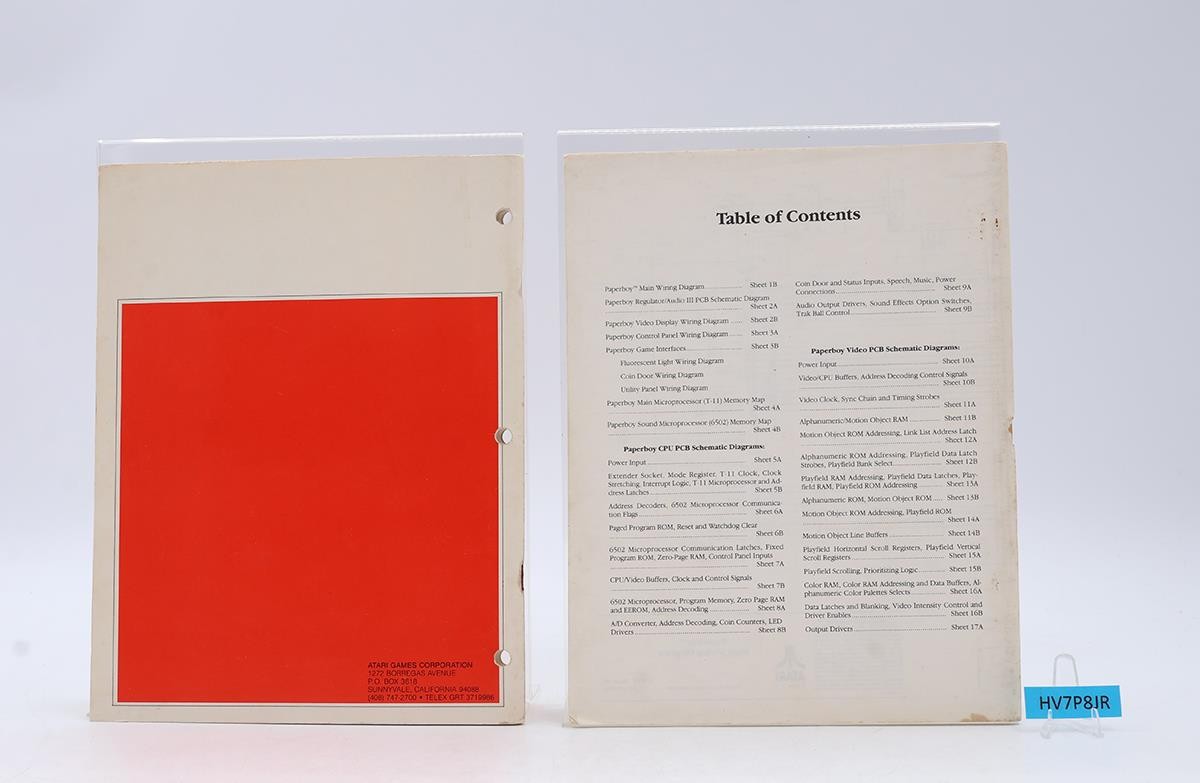 ATARI GAMES CORPORATION
1272 BORREGAS AVENUE
P.O. BOX 3618
SUNNYVALE, CALIFORNIA 94088
(408) 747-2700 • TELEX GRT 3719986
Table of Contents
Paperboy™ Main Wiring Diagram .................... Sheet 1B
Paperboy Regulator/Audio III PCB Schematic Diagram
.................... Sheet 2A
Paperboy Video Display Wiring Diagram ...... Sheet 2B
Paperboy Control Panel Wiring Diagram ...... Sheet 3A
Paperboy Game Interfaces .................... Sheet 3B
Fluorescent Light Wiring Diagram
Coin Door Wiring Diagram
Utility Panel Wiring Diagram
Paperboy Main Microprocessor (T-11) Memory Map
.................... Sheet 4A
Paperboy Sound Microprocessor (6502) Memory Map
.................... Sheet 4B
Paperboy CPU PCB Schematic Diagrams:
Power Input .................... Sheet 5A
Extender Socket, Mode Register, T-11 Clock, Clock
Stretching, Interrupt Logic, T-11 Microprocessor and Ad-
dress Latches .................... Sheet 5B
Address Decoders, 6502 Microprocessor Communica-
tion Flags .................... Sheet 6A
Paged Program ROM, Reset and Watchdog Clear
.................... Sheet 6B
6502 Microprocessor Communication Latches, Fixed
Program ROM, Zero-Page RAM, Control Panel Inputs
.................... Sheet 7A
CPU/Video Buffers, Clock and Control Signals
.................... Sheet 7B
6502 Microprocessor, Program Memory, Zero Page RAM
and EEROM, Address Decoding .................... Sheet 8A
A/D Converter, Address Decoding, Coin Counters, LED
Drivers .................... Sheet 8B
Coin Door and Status Inputs, Speech, Music, Power
Connections .................... Sheet 9A
Audio Output Drivers, Sound Effects Option Switches,
Trak Ball Control .................... Sheet 9B
Paperboy Video PCB Schematic Diagrams:
Power Input .................... Sheet 10A
Video/CPU Buffers, Address Decoding Control Signals
.................... Sheet 10B
Video Clock, Sync Chain and Timing Strobes
.................... Sheet 11A
Alphanumeric/Motion Object RAM .................... Sheet 11B
Motion Object ROM Addressing, Link List Address Latch
.................... Sheet 12A
Alphanumeric ROM Addressing, Playfield Data Latch
Strobes, Playfield Bank Select .................... Sheet 12B
Playfield RAM Addressing, Playfield Data Latches, Play-
field RAM, Playfield ROM Addressing .................... Sheet 13A
Alphanumeric ROM, Motion Object ROM ..... Sheet 13B
Motion Object ROM Addressing, Playfield ROM
.................... Sheet 14A
Motion Object Line Buffers .................... Sheet 14B
Playfield Horizontal Scroll Registers, Playfield Vertical
Scroll Registers .................... Sheet 15A
Playfield Scrolling, Prioritizing Logic .................... Sheet 15B
Color RAM, Color RAM Addressing and Data Buffers, Al-
phanumeric Color Palettes Selects .................... Sheet 16A
Data Latches and Blanking, Video Intensity Control and
Driver Enables .................... Sheet 16B
Output Drivers .................... Sheet 17A
HV7P8JR